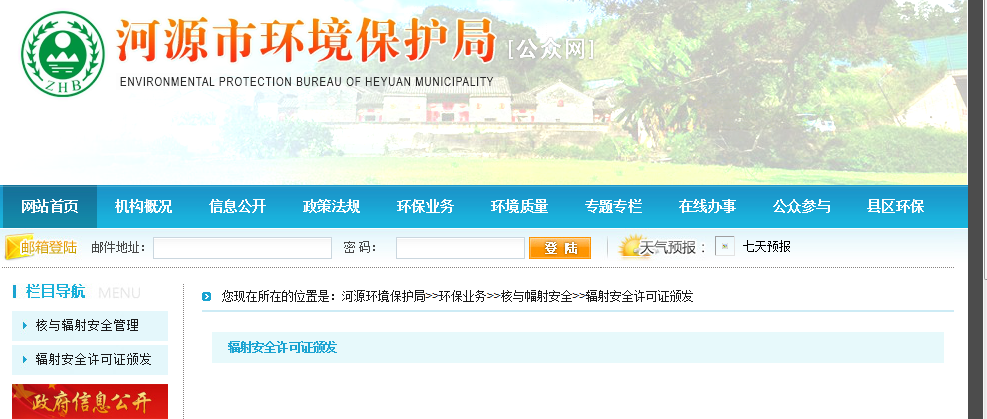 河源市环境保护局 [公众网]
ENVIRONMENTAL PROTECTION BUREAU OF HEYUAN MUNICIPALITY
ZHB
网站首页 机构概况 信息公开 政策法规 环保业务 环境质量 专题专栏 在线办事 公众参与 县区环保
邮箱登陆 邮件地址： 密 码： 登 陆 天气预报： 七天预报
栏目导航 MENU
您现在所在的位置是：河源环境保护局>>环保业务>>核与幅射安全>>辐射安全许可证颁发
核与辐射安全管理
辐射安全许可证颁发
辐射安全许可证颁发
政府信息公开